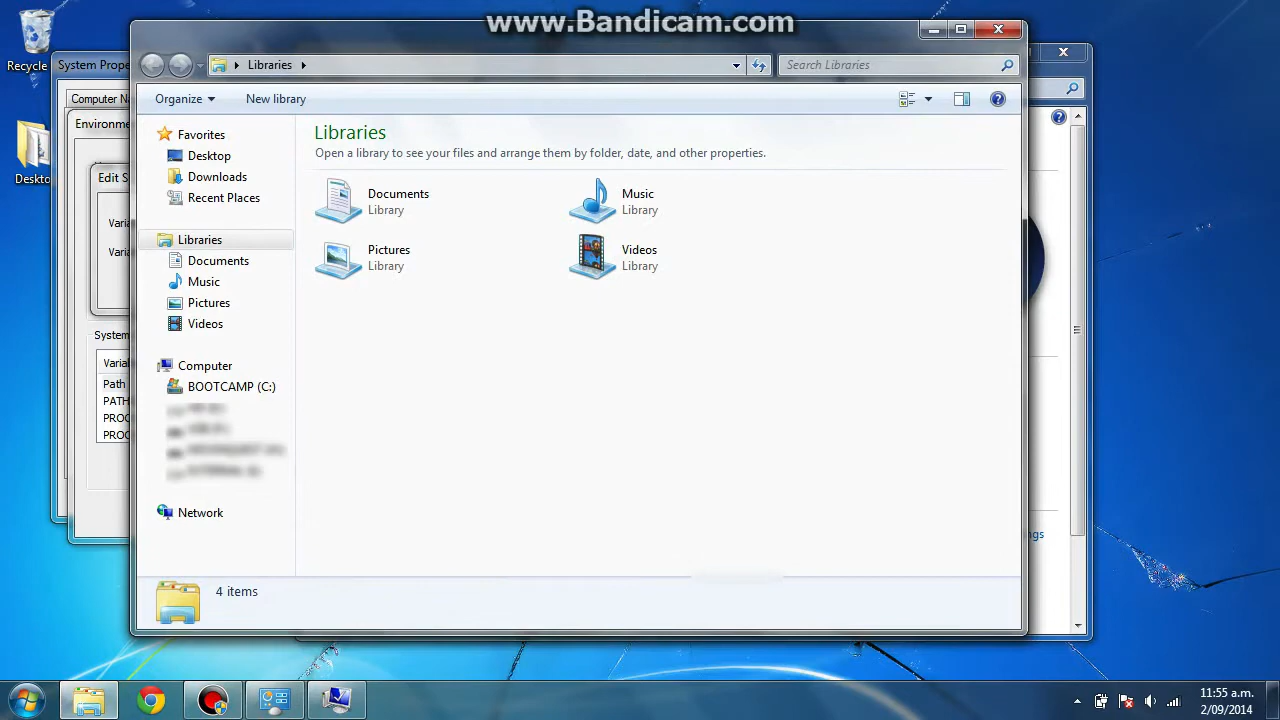 www.Bandicam.com
Recycle
Deskto
System Prope
Computer Na
Environme
Edit S
Varia
Varia
System
Varial
Path
PATH
PROC
PROC
Libraries
Search Libraries
Organize
New library
Favorites
Desktop
Downloads
Recent Places
Libraries
Documents
Music
Pictures
Videos
Computer
BOOTCAMP (C:)
Network
Libraries
Open a library to see your files and arrange them by folder, date, and other properties.
Documents
Library
Music
Library
Pictures
Library
Videos
Library
4 items
ngs
11:55 a.m.
2/09/2014